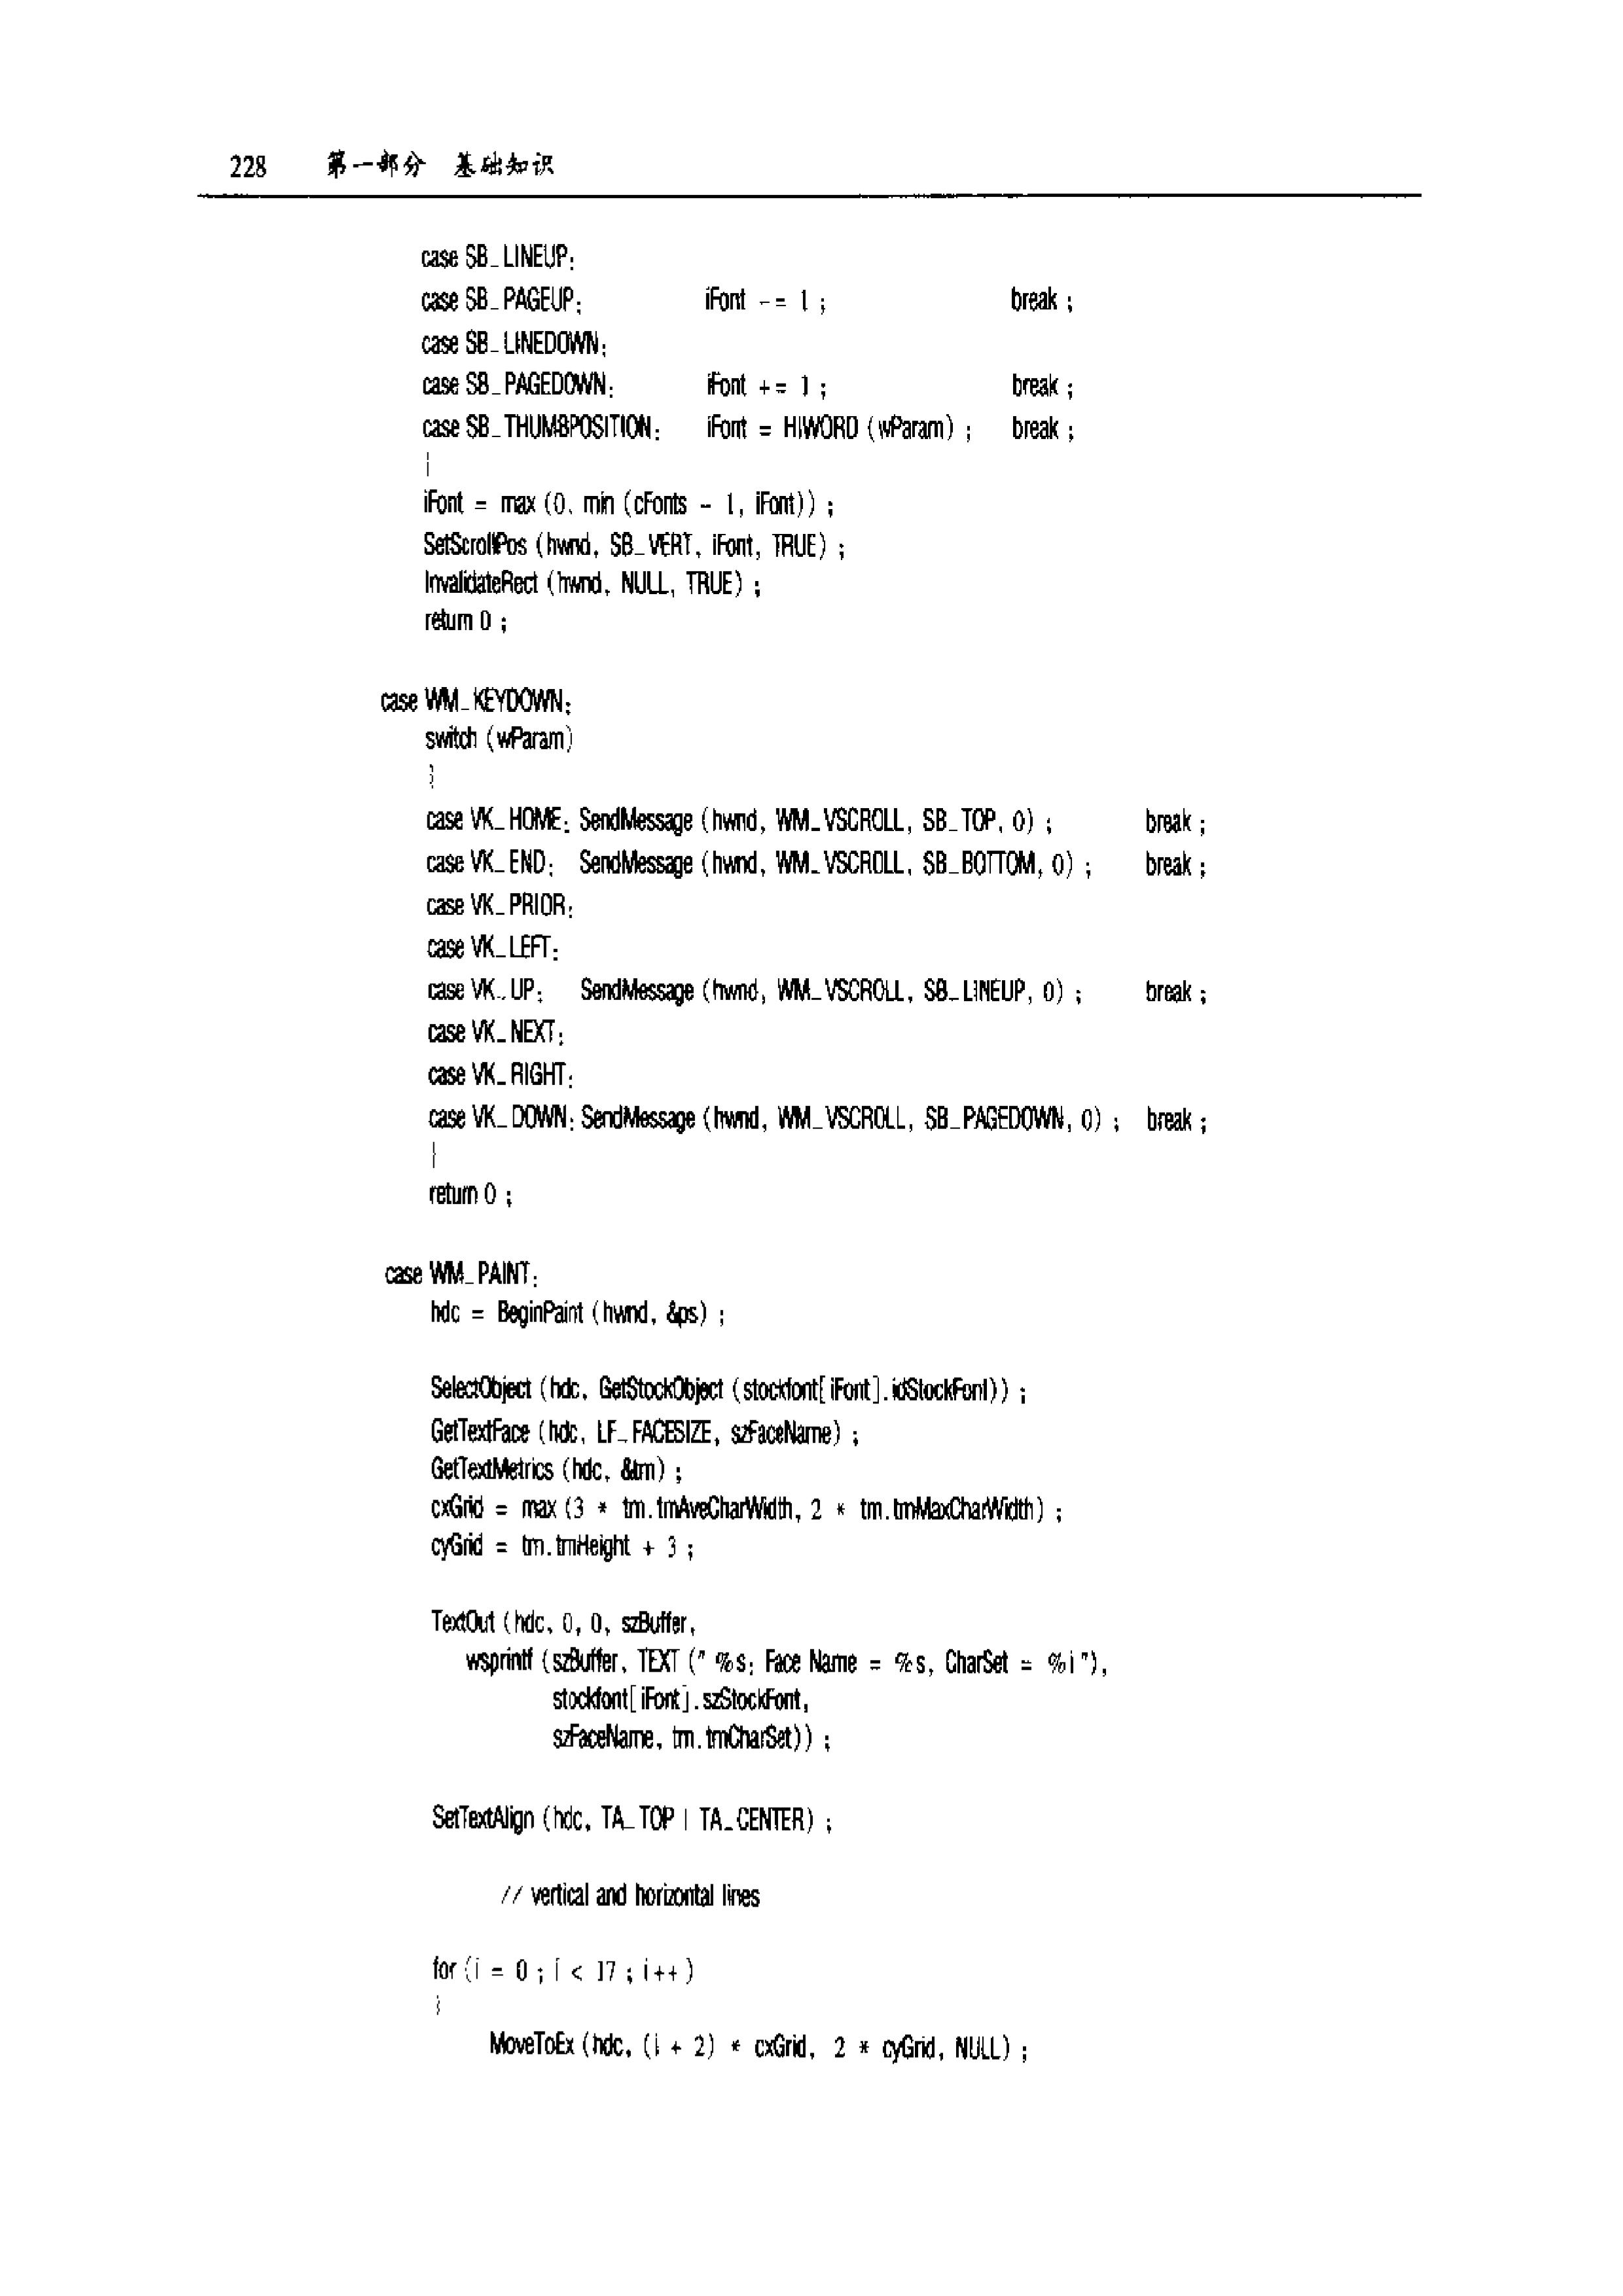 228 第一部分 基础知识
case SB_LINEUP:
case SB_PAGEUP: iFont -= 1 ; break ;
case SB_LINEDOWN:
case SB_PAGEDOWN: iFont += 1 ; break ;
case SB_THUMBPOSITION: iFont = HIWORD (wParam) ; break ;
}
iFont = max (0, min (cFonts - 1, iFont)) ;
SetScrollPos (hwnd, SB_VERT, iFont, TRUE) ;
InvalidateRect (hwnd, NULL, TRUE) ;
return 0 ;
case WM_KEYDOWN:
switch (wParam)
{
case VK_HOME: SendMessage (hwnd, WM_VSCROLL, SB_TOP, 0) ; break ;
case VK_END: SendMessage (hwnd, WM_VSCROLL, SB_BOTTOM, 0) ; break ;
case VK_PRIOR:
case VK_LEFT:
case VK_UP: SendMessage (hwnd, WM_VSCROLL, SB_LINEUP, 0) ; break ;
case VK_NEXT:
case VK_RIGHT:
case VK_DOWN: SendMessage (hwnd, WM_VSCROLL, SB_PAGEDOWN, 0) ; break ;
}
return 0 ;
case WM_PAINT:
hdc = BeginPaint (hwnd, &ps) ;
SelectObject (hdc, GetStockObject (stockfont[iFont].idStockFont)) ;
GetTextFace (hdc, LF_FACESIZE, szFaceName) ;
GetTextMetrics (hdc, &tm) ;
cxGrid = max (3 * tm.tmAveCharWidth, 2 * tm.tmMaxCharWidth) ;
cyGrid = tm.tmHeight + 3 ;
TextOut (hdc, 0, 0, szBuffer,
wsprintf (szBuffer, TEXT (" %s: Face Name = %s, CharSet = %i "),
stockfont[iFont].szStockFont,
szFaceName, tm.tmCharSet)) ;
SetTextAlign (hdc, TA_TOP | TA_CENTER) ;
// vertical and horizontal lines
for (i = 0 ; i < 17 ; i++)
{
MoveToEx (hdc, (i + 2) * cxGrid, 2 * cyGrid, NULL) ;